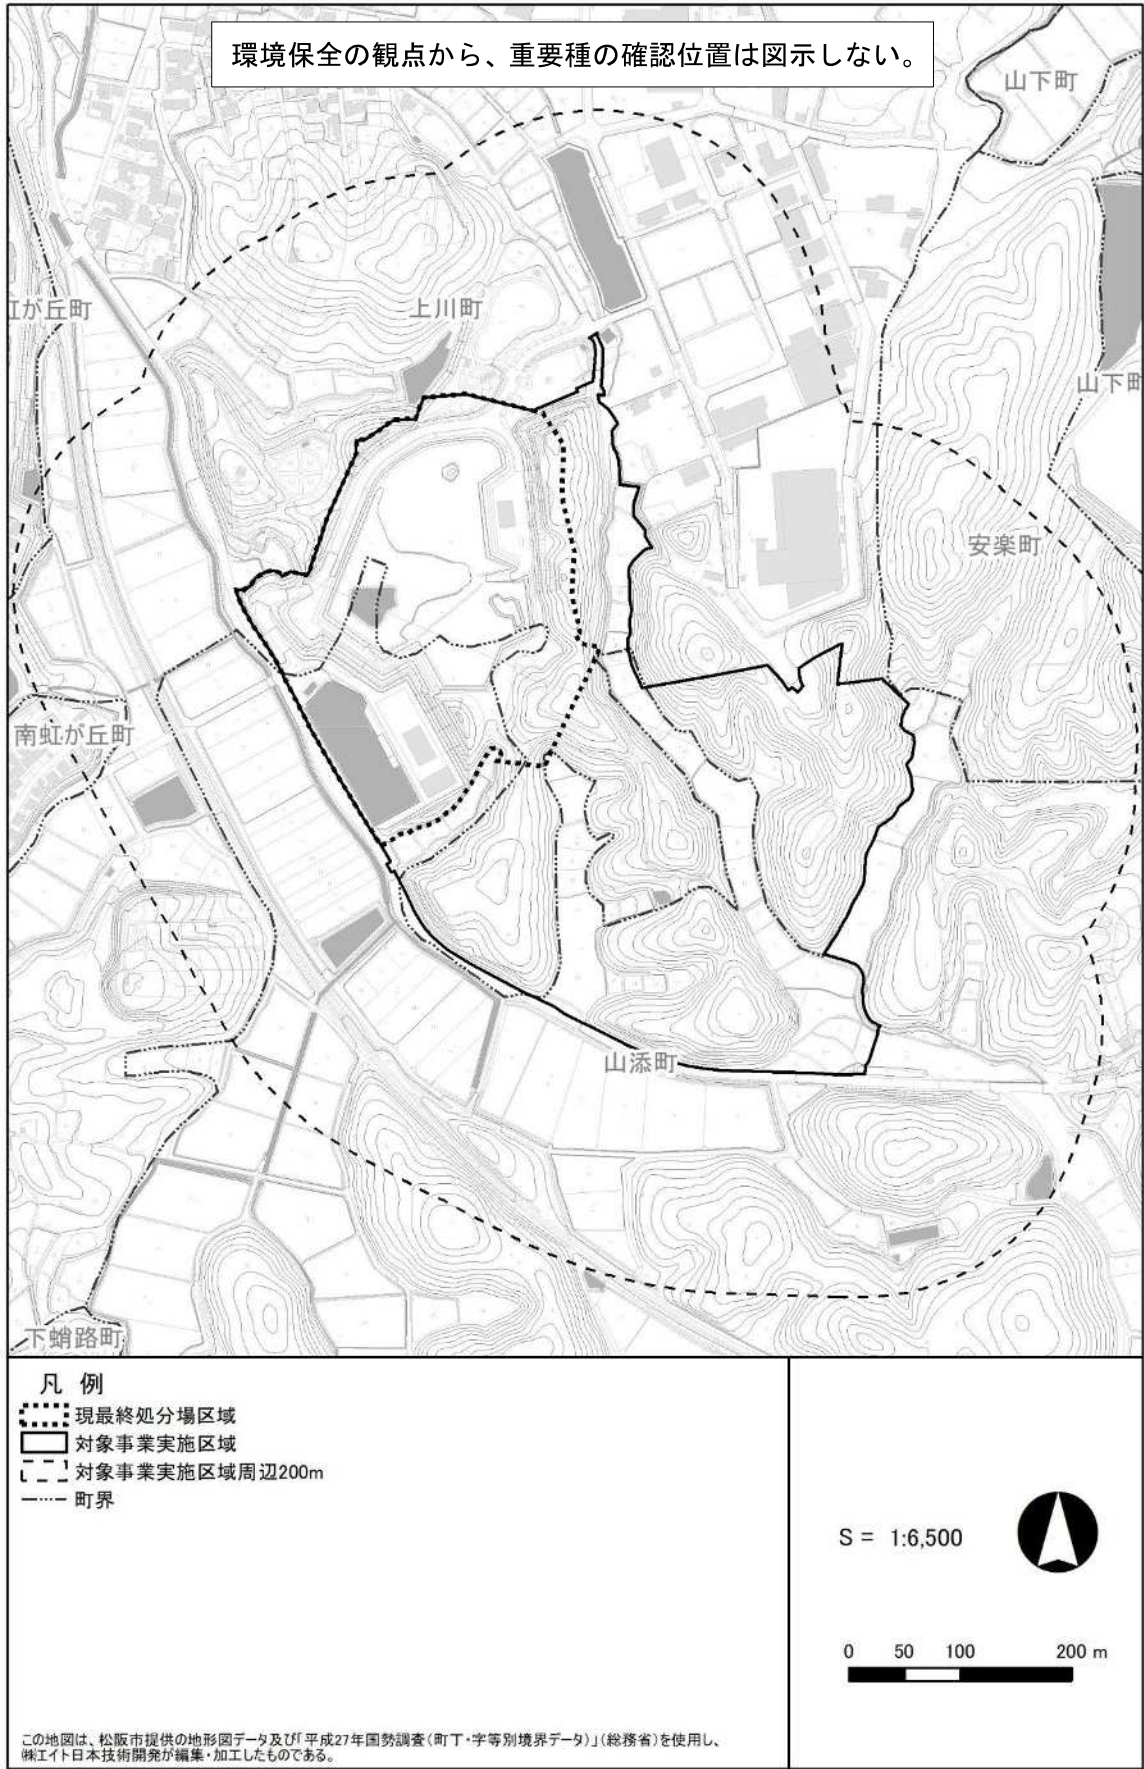 環境保全の観点から、重要種の確認位置は図示しない。
山下町
虹が丘町
上川町
山下町
安楽町
南虹が丘町
山添町
下蛸路町
凡 例
現最終処分場区域
対象事業実施区域
対象事業実施区域周辺200m
町界
S = 1:6,500
0 50 100 200 m
この地図は、松阪市提供の地形図データ及び「平成27年国勢調査(町丁・字等別境界データ)」(総務省)を使用し、
㈱エイト日本技術開発が編集・加工したものである。